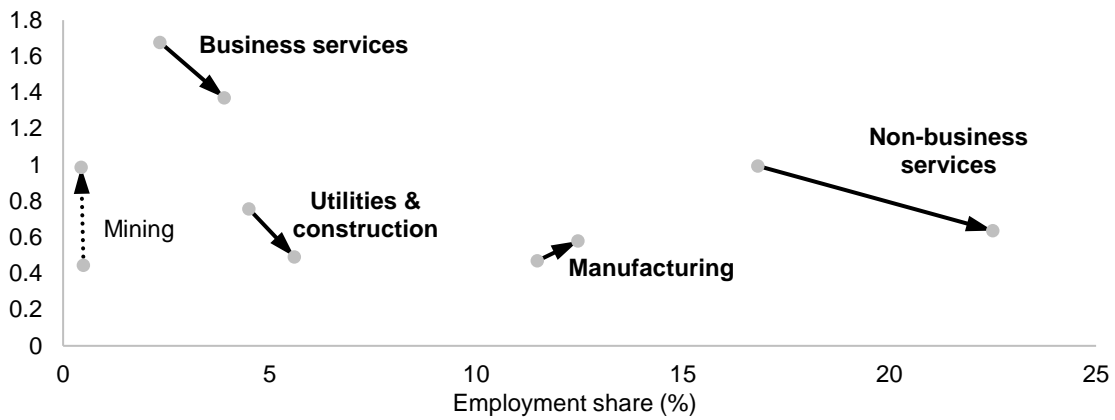 1.8
1.6
1.4
1.2
1
0.8
0.6
0.4
0.2
0
Business services
Non-business
services
Utilities &
construction
Mining
Manufacturing
0 5 10 15 20 25
Employment share (%)